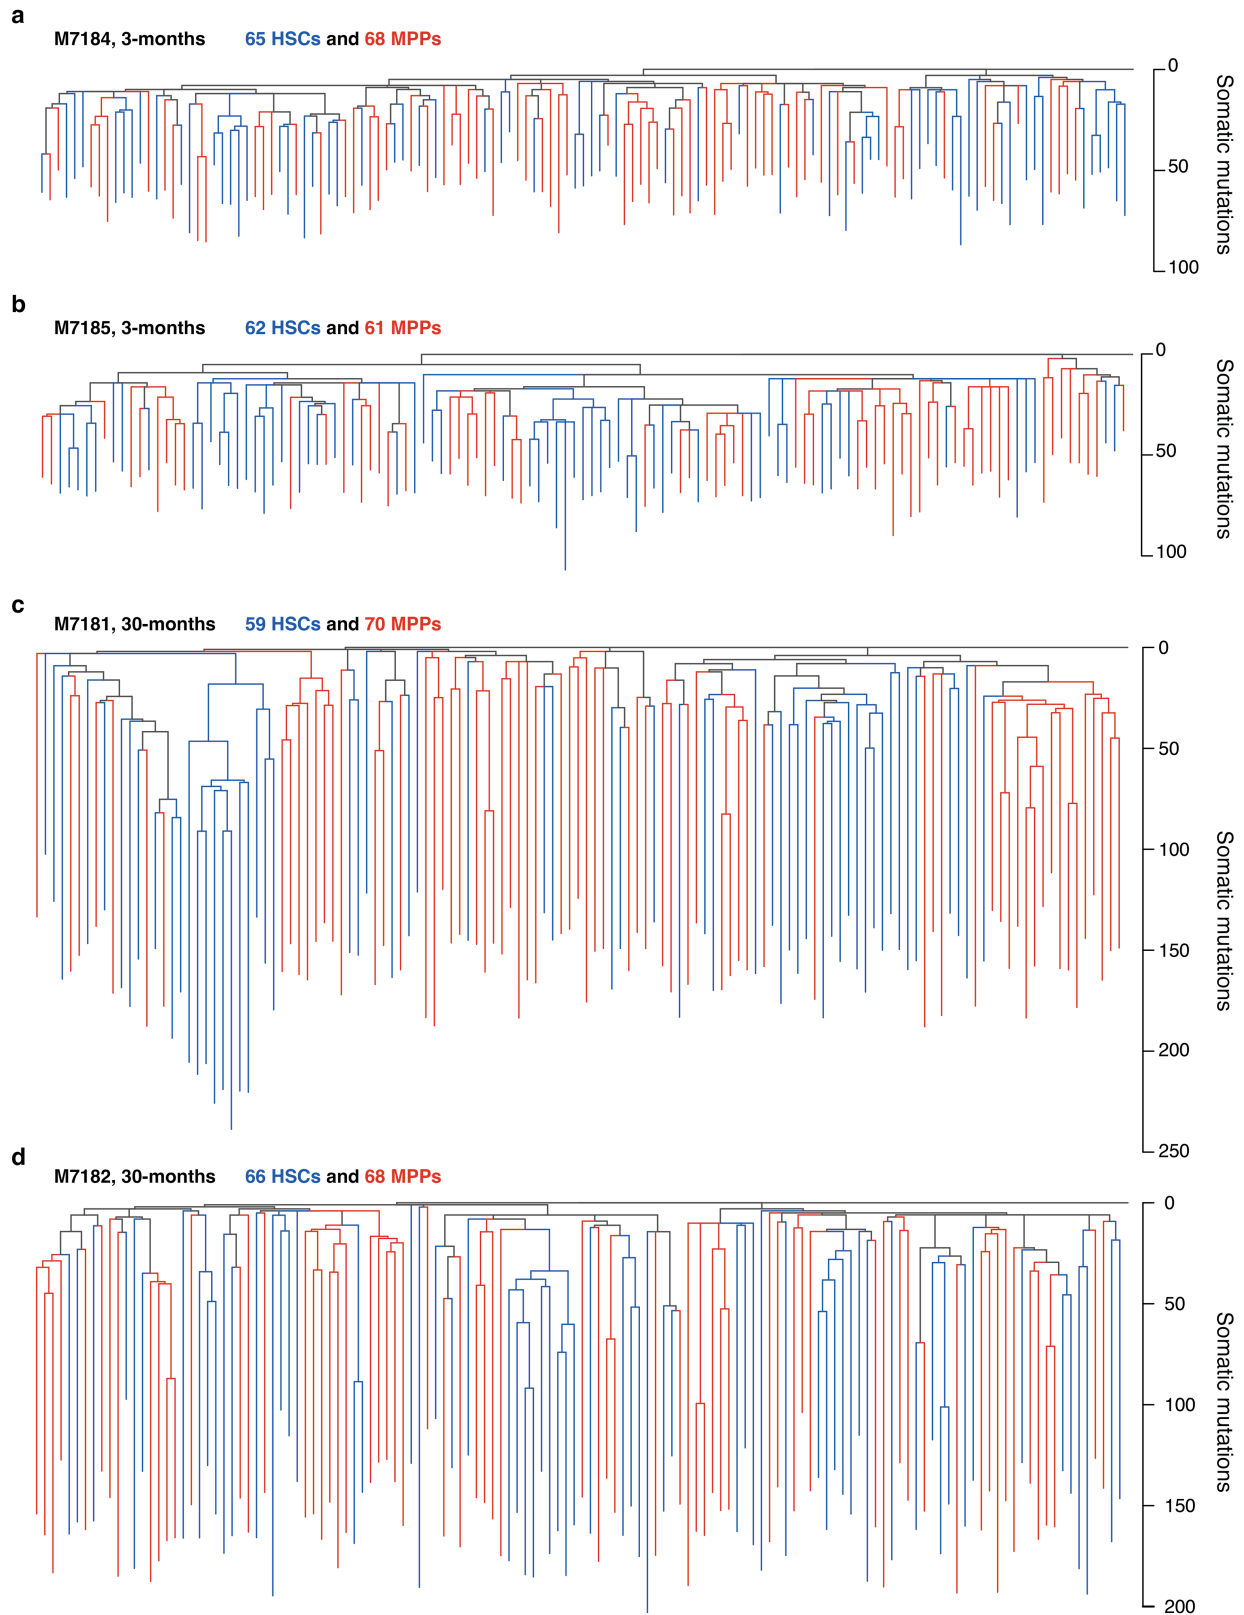 a
M7184, 3-months 65 HSCs and 68 MPPs
0
50
100
Somatic mutations
b
M7185, 3-months 62 HSCs and 61 MPPs
0
50
100
Somatic mutations
c
M7181, 30-months 59 HSCs and 70 MPPs
0
50
100
150
200
250
Somatic mutations
d
M7182, 30-months 66 HSCs and 68 MPPs
0
50
100
150
200
Somatic mutations